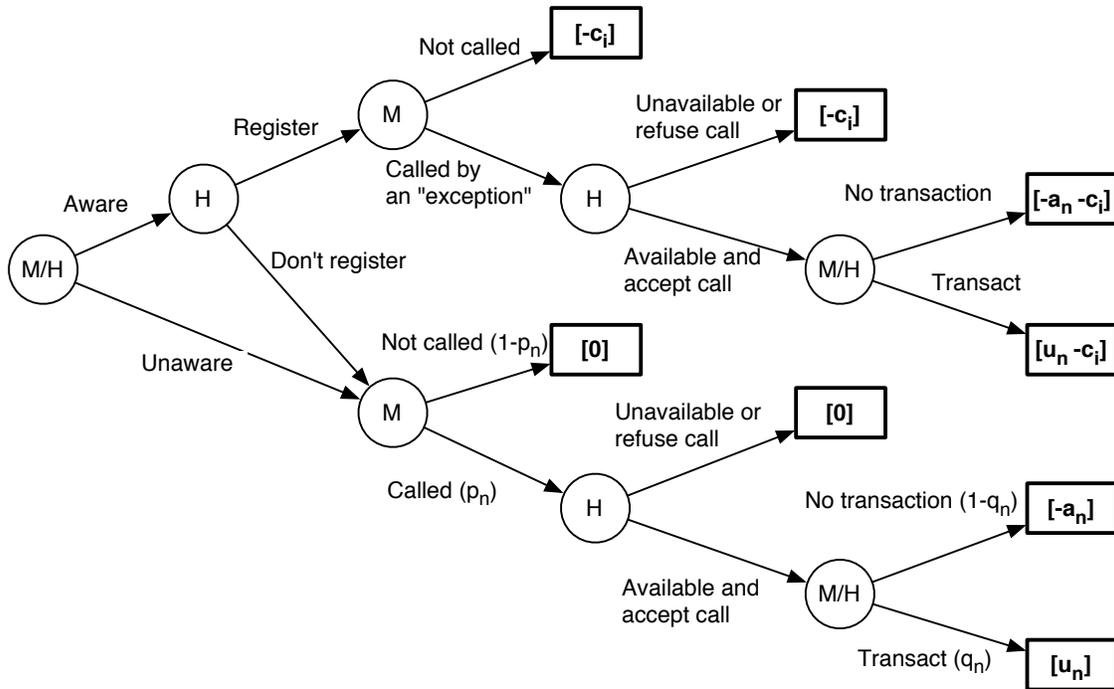 [-c_i]
Not called
Unavailable or
refuse call
[-c_i]
Register
M
Called by
an "exception"
No transaction
[-a_n -c_i]
Aware
H
H
Don't register
Available and
accept call
M/H
M/H
Transact
Unaware
Not called (1-p_n)
[0]
[u_n -c_i]
M
Unavailable or
refuse call
[0]
Called (p_n)
H
No transaction (1-q_n)
[-a_n]
Available and
accept call
M/H
Transact (q_n)
[u_n]